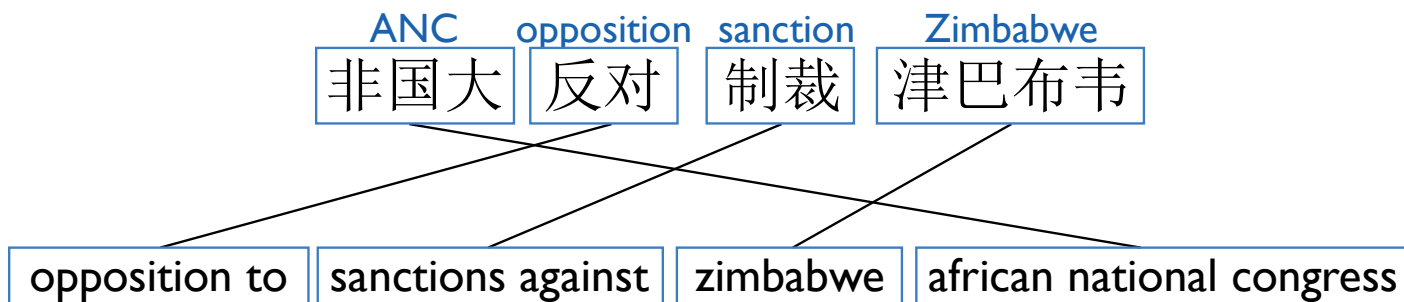 ANC opposition sanction Zimbabwe
非国大 反对 制裁 津巴布韦
opposition to sanctions against zimbabwe african national congress